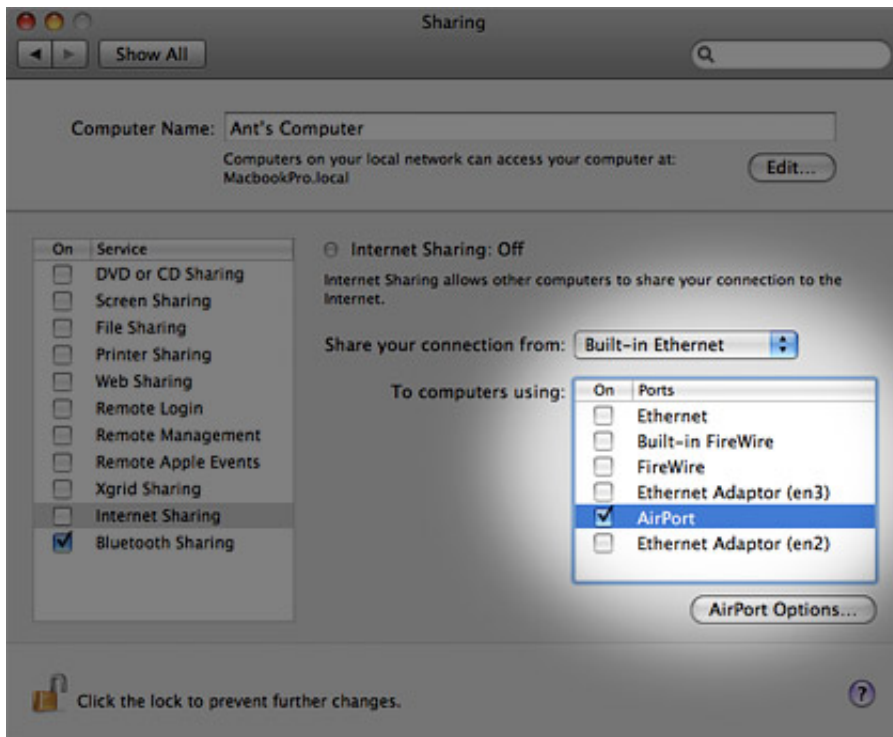 Sharing
Show All
Computer Name: Ant's Computer
Computers on your local network can access your computer at:
MacbookPro.local
Edit...
On Service
DVD or CD Sharing
Screen Sharing
File Sharing
Printer Sharing
Web Sharing
Remote Login
Remote Management
Remote Apple Events
Xgrid Sharing
Internet Sharing
Bluetooth Sharing
Internet Sharing: Off
Internet Sharing allows other computers to share your connection to the
Internet.
Share your connection from: Built-in Ethernet
To computers using:
On Ports
Ethernet
Built-in FireWire
FireWire
Ethernet Adaptor (en3)
AirPort
Ethernet Adaptor (en2)
AirPort Options...
Click the lock to prevent further changes.
?